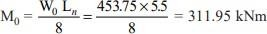 M₀ = W₀ Lₙ / 8 = 453.75 × 5.5 / 8 = 311.95 kNm